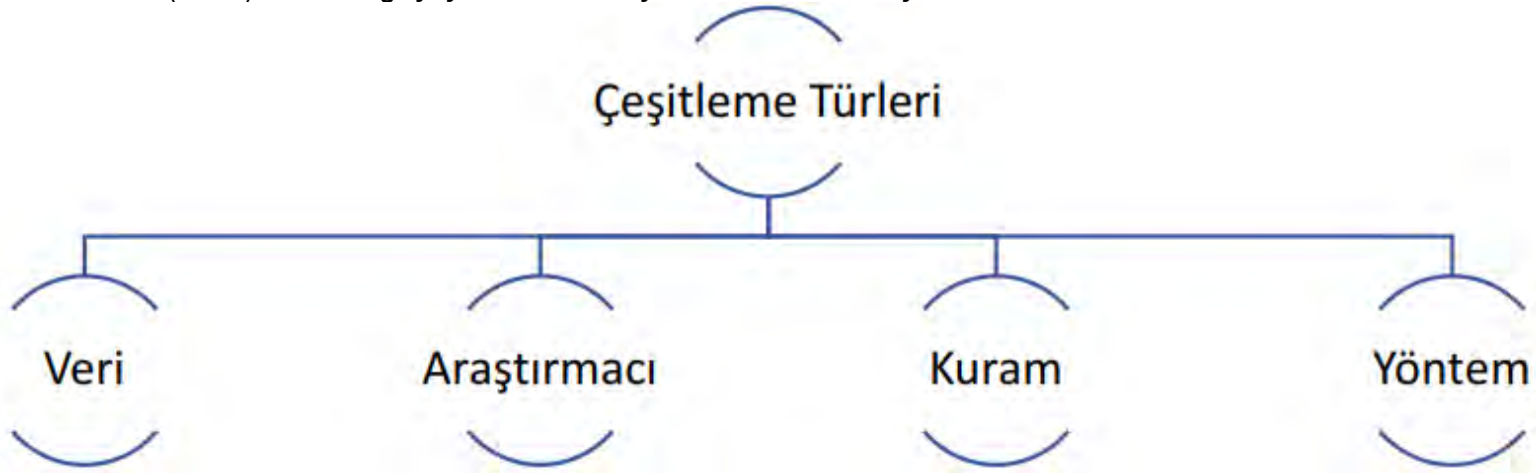 Çeşitleme Türleri
Veri
Araştırmacı
Kuram
Yöntem